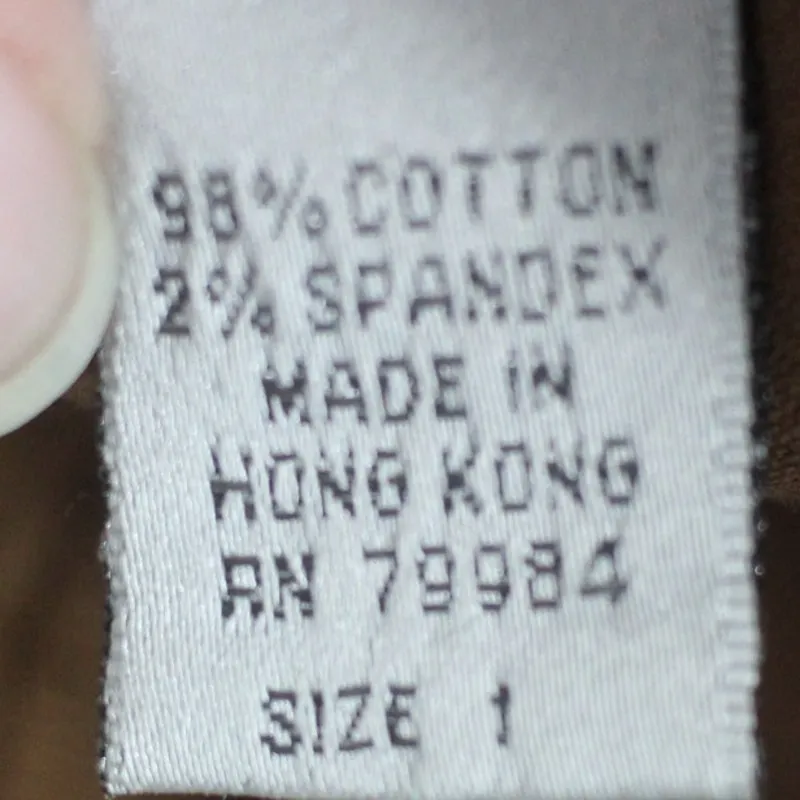 98% COTTON
2% SPANDEX
MADE IN
HONG KONG
RN 79984
SIZE 1